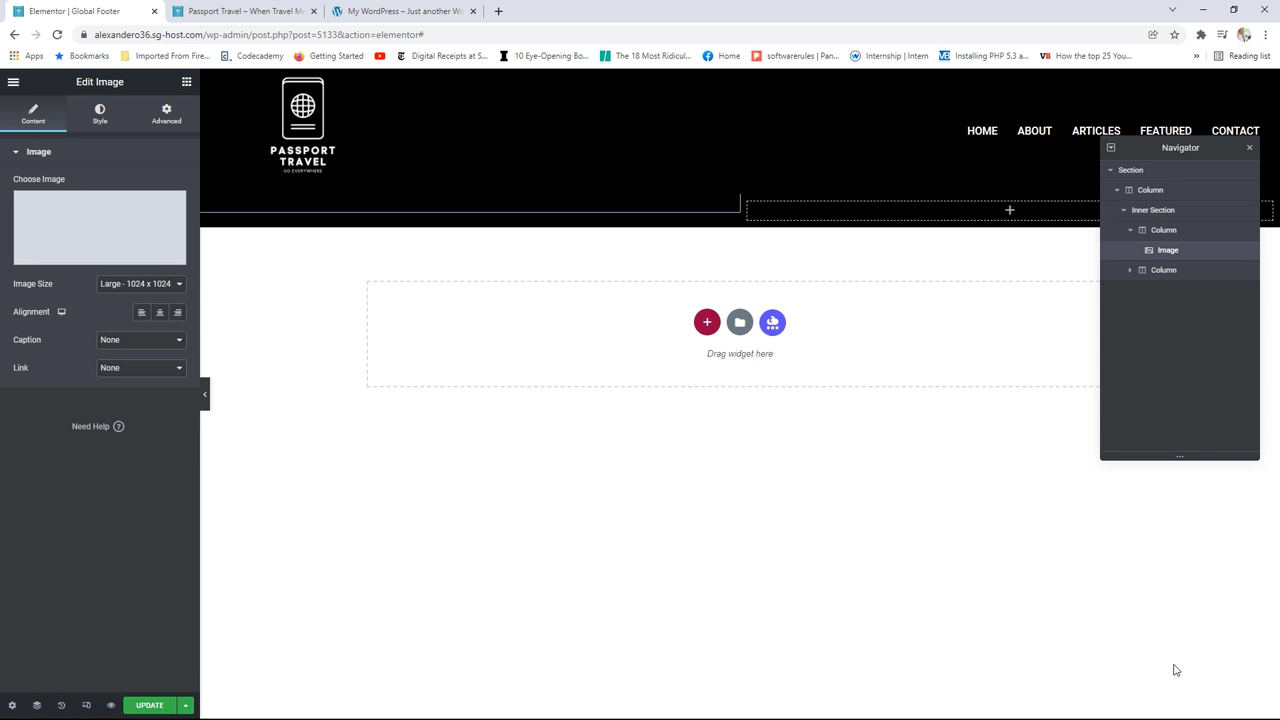 Elementor | Global Footer
Passport Travel – When Travel M
My WordPress – Just another Wo
alexandero36.sg-host.com/wp-admin/post.php?post=5133&action=elementor#
Apps
Bookmarks
Imported From Fire...
Codecademy
Getting Started
Digital Receipts at S...
10 Eye-Opening Bo...
The 18 Most Ridicul...
Home
softwarerules | Pan...
Internship | Intern
Installing PHP 5.3 a...
How the top 25 You...
»
Reading list
Edit Image
Content
Style
Advanced
Image
Choose Image
Image Size
Large - 1024 x 1024
Alignment
Caption
None
Link
None
Need Help
UPDATE
PASSPORT
TRAVEL
GO EVERYWHERE
HOME
ABOUT
ARTICLES
FEATURED
CONTACT
Drag widget here
Navigator
Section
Column
Inner Section
Column
Image
Column